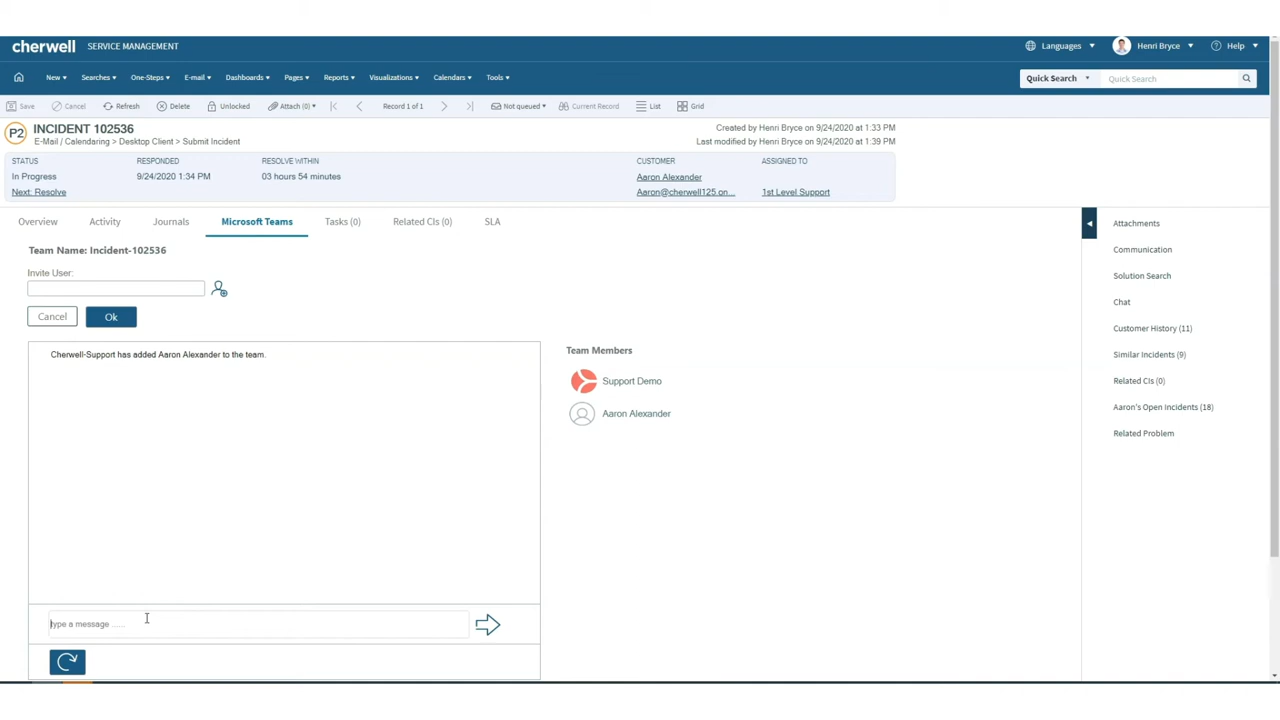 cherwell SERVICE MANAGEMENT Languages Henri Bryce Help
New Searches One-Steps E-mail Dashboards Pages Reports Visualizations Calendars Tools Quick Search Quick Search
Save Cancel Refresh Delete Unlocked Attach (0) Record 1 of 1 Not queued Current Record List Grid
P2 INCIDENT 102536 Created by Henri Bryce on 9/24/2020 at 1:33 PM
E-Mail / Calendaring > Desktop Client > Submit Incident Last modified by Henri Bryce on 9/24/2020 at 1:39 PM
STATUS RESPONDED RESOLVE WITHIN CUSTOMER ASSIGNED TO
In Progress 9/24/2020 1:34 PM 03 hours 54 minutes Aaron Alexander
Next: Resolve Aaron@cherwell125.on... 1st Level Support
Overview Activity Journals Microsoft Teams Tasks (0) Related CIs (0) SLA
Team Name: Incident-102536
Invite User:
Cancel Ok
Cherwell-Support has added Aaron Alexander to the team.
Type a message ......
Team Members
Support Demo
Aaron Alexander
Attachments
Communication
Solution Search
Chat
Customer History (11)
Similar Incidents (9)
Related CIs (0)
Aaron's Open Incidents (18)
Related Problem